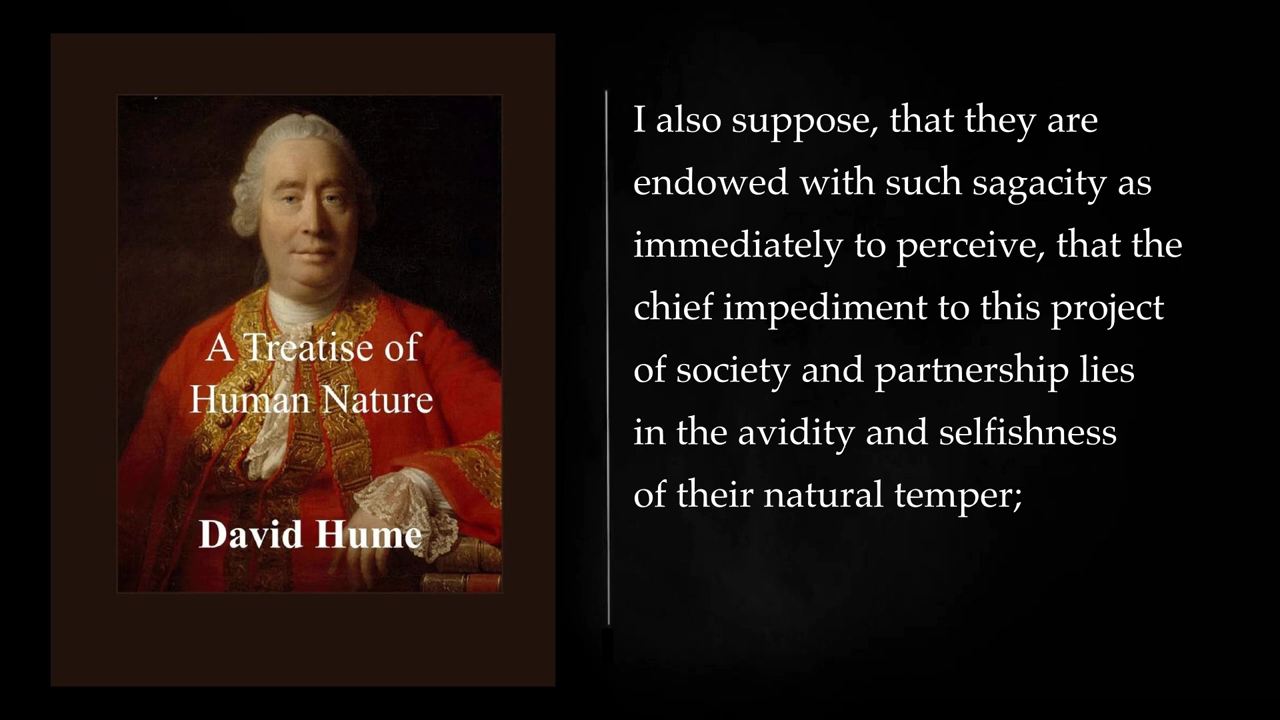 A Treatise of
Human Nature
David Hume
I also suppose, that they are
endowed with such sagacity as
immediately to perceive, that the
chief impediment to this project
of society and partnership lies
in the avidity and selfishness
of their natural temper;